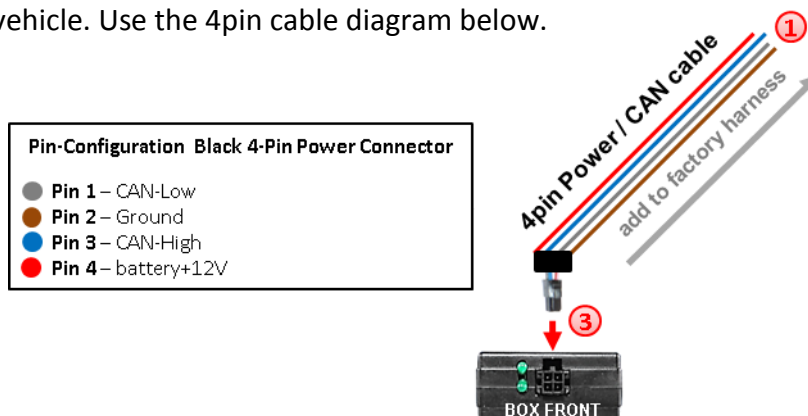 vehicle. Use the 4pin cable diagram below.
1
4pin Power / CAN cable
add to factory harness
Pin-Configuration Black 4-Pin Power Connector
Pin 1 – CAN-Low
Pin 2 – Ground
Pin 3 – CAN-High
Pin 4 – battery+12V
3
BOX FRONT